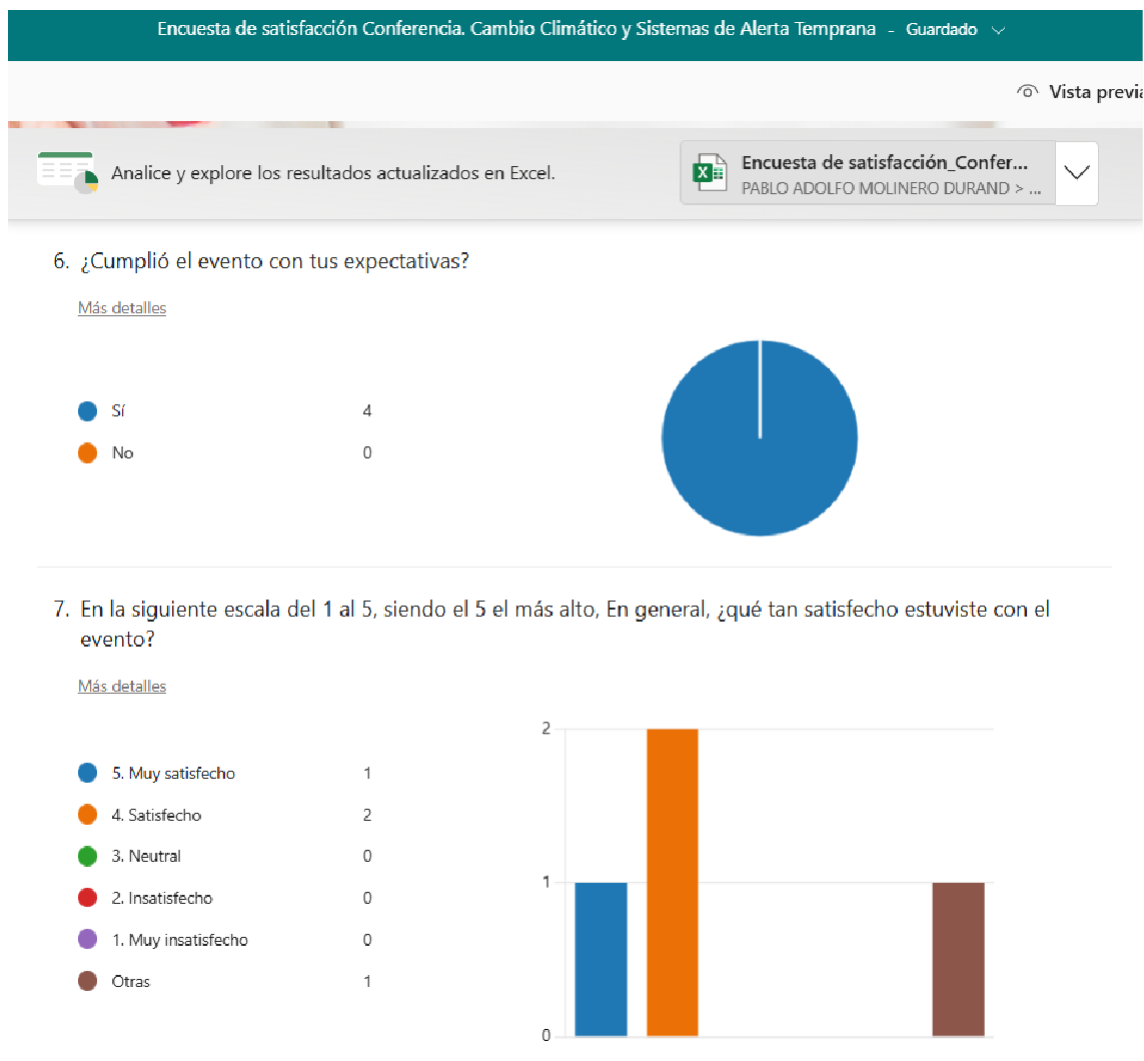 Encuesta de satisfacción Conferencia. Cambio Climático y Sistemas de Alerta Temprana - Guardado
Vista previa
Analice y explore los resultados actualizados en Excel.
Encuesta de satisfacción_Confer...
PABLO ADOLFO MOLINERO DURAND > ...
6. ¿Cumplió el evento con tus expectativas?
Más detalles
Sí 4
No 0
7. En la siguiente escala del 1 al 5, siendo el 5 el más alto, En general, ¿qué tan satisfecho estuviste con el
evento?
Más detalles
5. Muy satisfecho 1
4. Satisfecho 2
3. Neutral 0
2. Insatisfecho 0
1. Muy insatisfecho 0
Otras 1
2
1
0